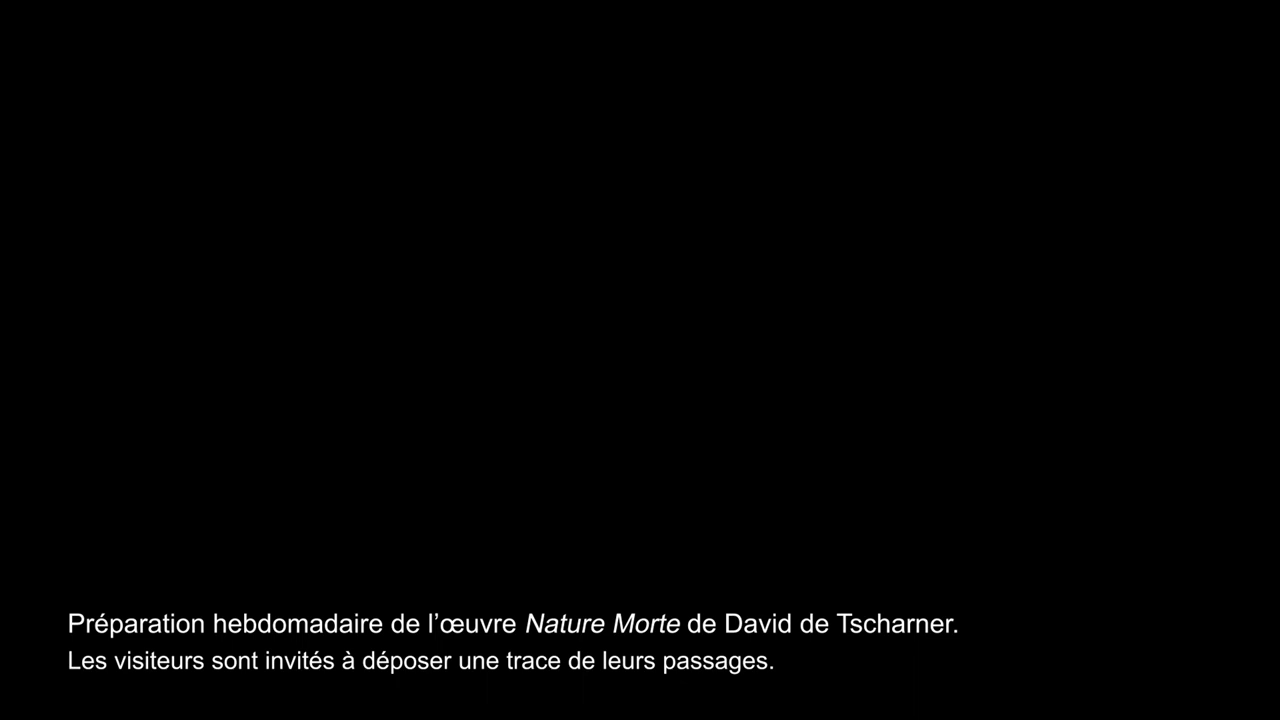 Préparation hebdomadaire de l’œuvre Nature Morte de David de Tscharner.
Les visiteurs sont invités à déposer une trace de leurs passages.